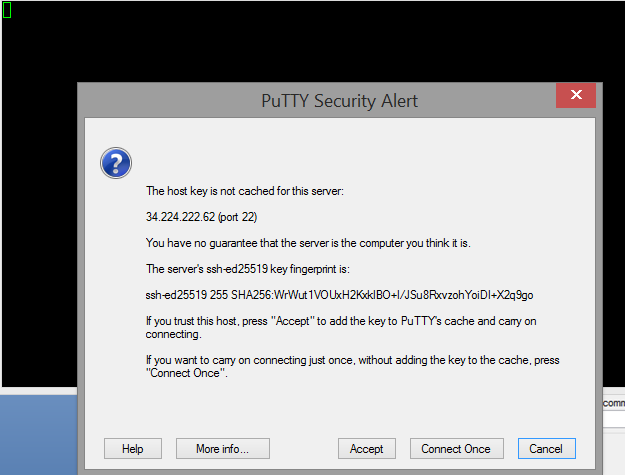 PuTTY Security Alert
The host key is not cached for this server:
34.224.222.62 (port 22)
You have no guarantee that the server is the computer you think it is.
The server's ssh-ed25519 key fingerprint is:
ssh-ed25519 255 SHA256:WrWut1VOUxH2KxkIBO+I/JSu8RxvzohYoiDI+X2q9go
If you trust this host, press "Accept" to add the key to PuTTY's cache and carry on
connecting.
If you want to carry on connecting just once, without adding the key to the cache, press
"Connect Once".
comm
Help
More info...
Accept
Connect Once
Cancel